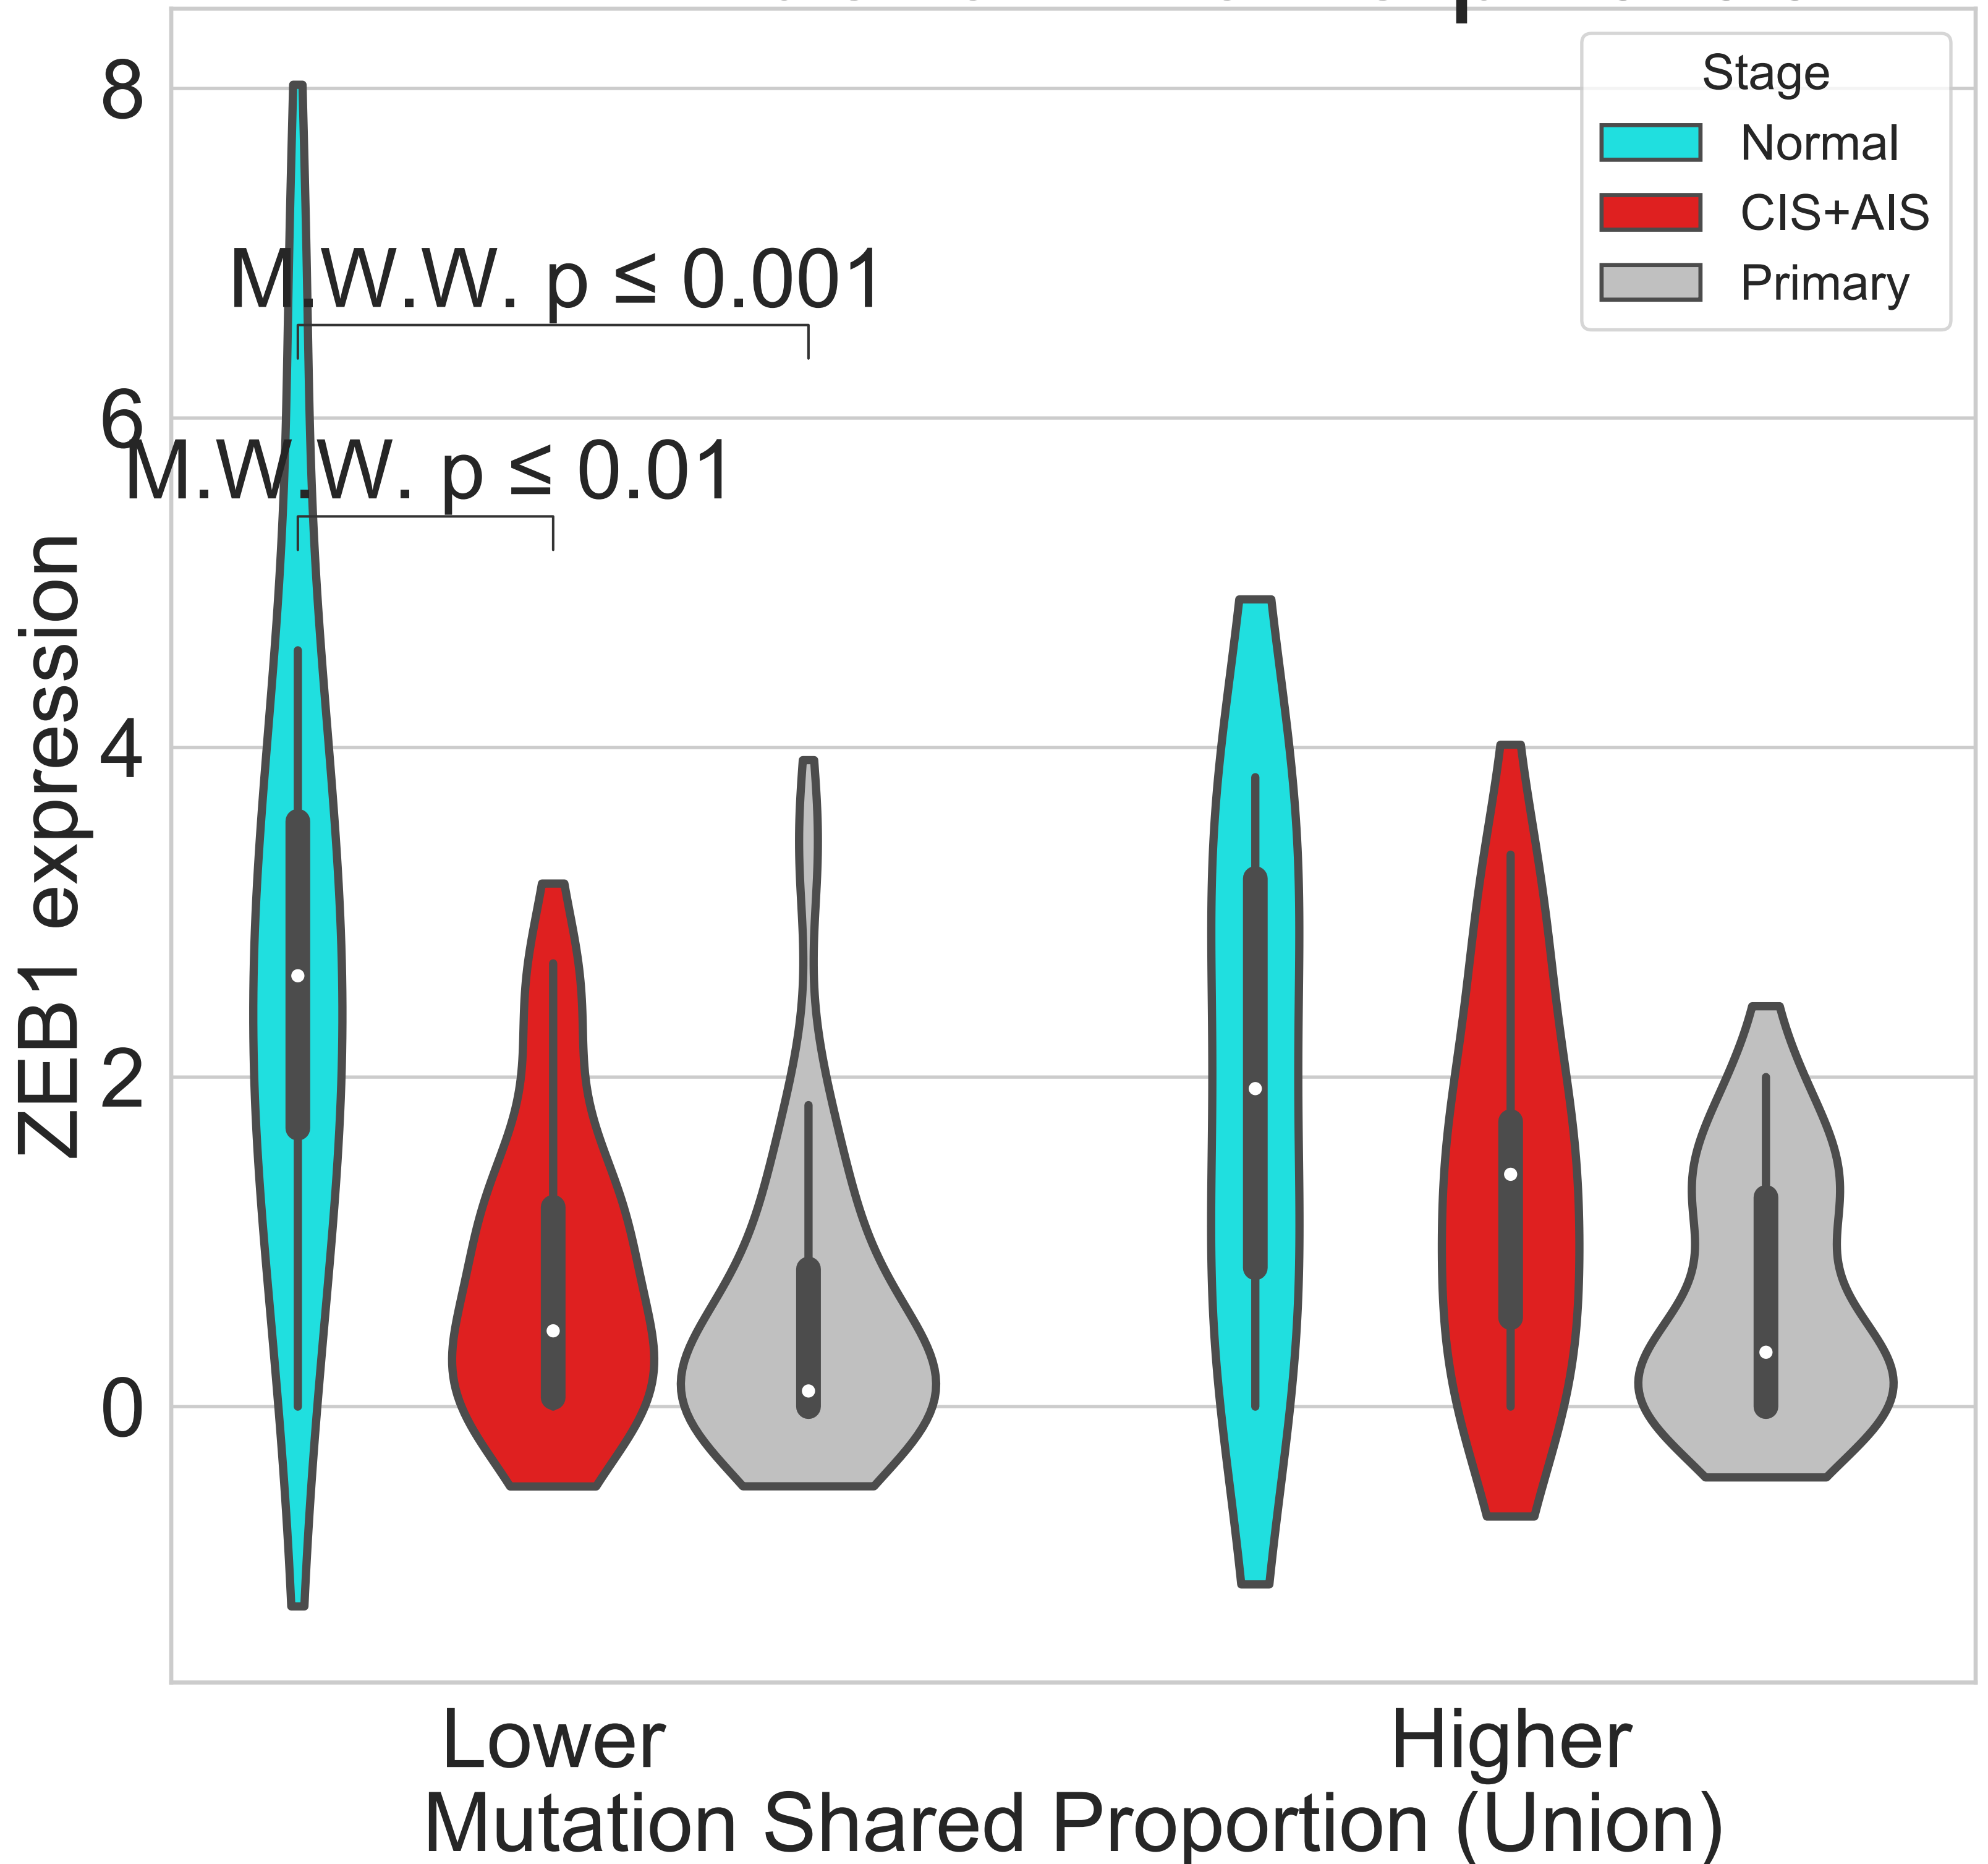 Stage
Normal
CIS+AIS
Primary
8
6
4
2
0
ZEB1 expression
M.W.W. p ≤ 0.001
M.W.W. p ≤ 0.01
Lower
Higher
Mutation Shared Proportion (Union)